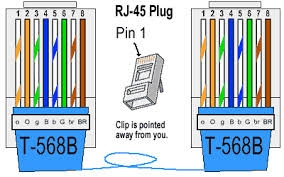 RJ-45 Plug
Pin 1
1 2 3 4 5 6 7 8
1 2 3 4 5 6 7 8
Clip is pointed
away from you.
o O g B b G br BR
o O g B b G br BR
T-568B
T-568B